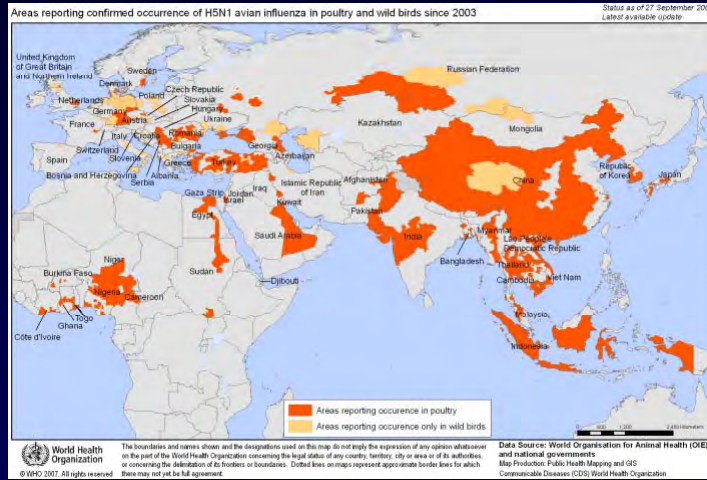 Areas reporting confirmed occurrence of H5N1 avian influenza in poultry and wild birds since 2003
Status as of 27 September 200
Latest available update
United Kingdom
of Great Britain
and Northern Ireland
Sweden
Denmark
Russian Federation
Netherlands
Poland
Czech Republic
Germany
Slovakia
Austria
Hungary
France
Ukraine
Kazakhstan
Italy
Croatia
Romania
Mongolia
Switzerland
Bulgaria
Georgia
Slovenia
Azerbaijan
Spain
Greece
Turkey
Republic
of Korea
Japan
Bosnia and Herzegovina
Albania
Serbia
China
Iraq
Islamic Republic
of Iran
Afghanistan
Gaza Strip
Jordan
Israel
Kuwait
Pakistan
Egypt
Saudi Arabia
India
Myanmar
Lao People's
Democratic Republic
Niger
Bangladesh
Thailand
Viet Nam
Burkina Faso
Sudan
Djibouti
Cambodia
Nigeria
Cameroon
Togo
Ghana
Malaysia
Côte d'Ivoire
Indonesia
Areas reporting occurence in poultry
Areas reporting occurence only in wild birds
World Health
Organization
© WHO 2007. All rights reserved
The boundaries and names shown and the designations used on this map do not imply the expression of any opinion whatsoever
on the part of the World Health Organization concerning the legal status of any country, territory, city or area or of its authorities,
or concerning the delimitation of its frontiers or boundaries. Dotted lines on maps represent approximate border lines for which
there may not yet be full agreement.
Data Source: World Organisation for Animal Health (OIE)
and national governments
Map Production: Public Health Mapping and GIS
Communicable Diseases (CDS) World Health Organization